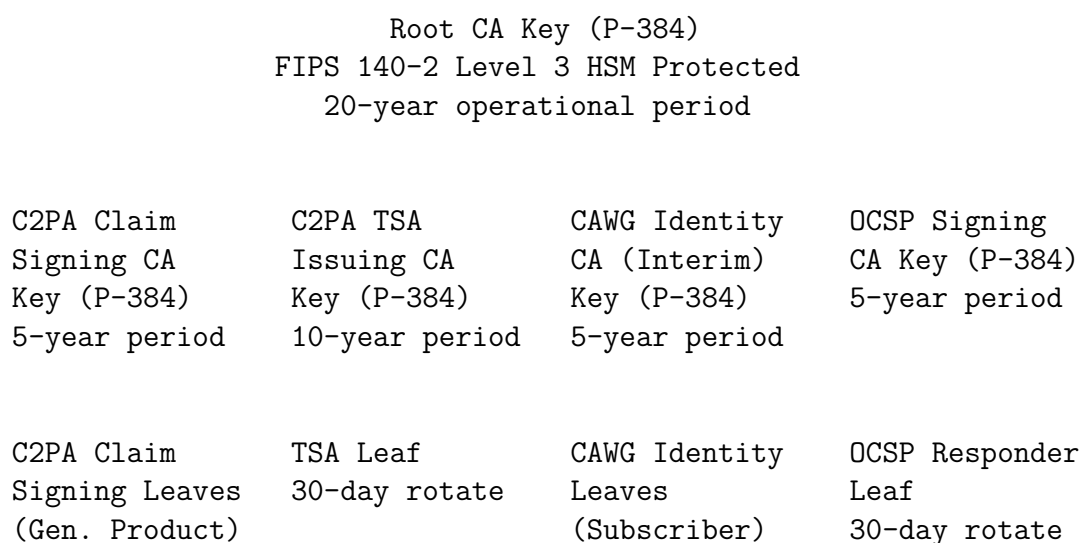 Root CA Key (P-384)
FIPS 140-2 Level 3 HSM Protected
20-year operational period
C2PA Claim C2PA TSA CAWG Identity OCSP Signing
Signing CA Issuing CA CA (Interim) CA Key (P-384)
Key (P-384) Key (P-384) Key (P-384) 5-year period
5-year period 10-year period 5-year period
C2PA Claim TSA Leaf CAWG Identity OCSP Responder
Signing Leaves 30-day rotate Leaves Leaf
(Gen. Product) (Subscriber) 30-day rotate